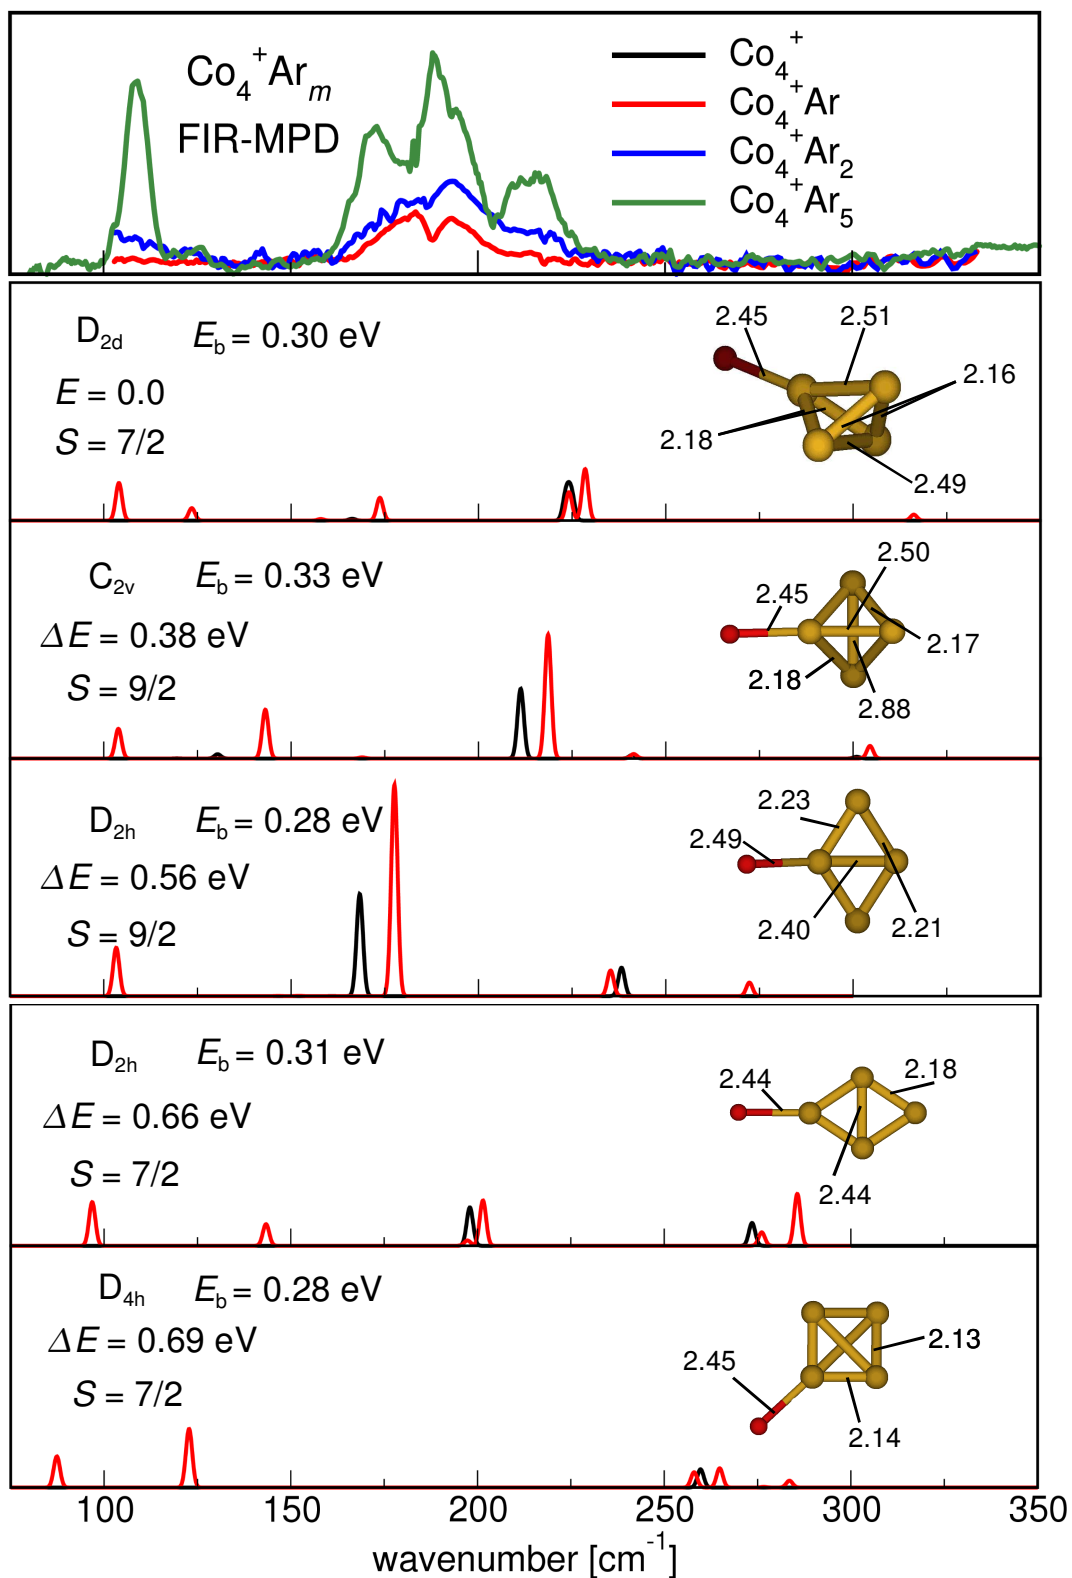 Co4+Arm
FIR-MPD
Co4+
Co4+Ar
Co4+Ar2
Co4+Ar5
D2d
Eb = 0.30 eV
E = 0.0
S = 7/2
2.45
2.51
2.16
2.18
2.49
C2v
Eb = 0.33 eV
ΔE = 0.38 eV
S = 9/2
2.50
2.45
2.17
2.18
2.88
D2h
Eb = 0.28 eV
ΔE = 0.56 eV
S = 9/2
2.23
2.49
2.40
2.21
D2h
Eb = 0.31 eV
ΔE = 0.66 eV
S = 7/2
2.44
2.18
2.44
D4h
Eb = 0.28 eV
ΔE = 0.69 eV
S = 7/2
2.13
2.45
2.14
100 150 200 250 300 350
wavenumber [cm-1]